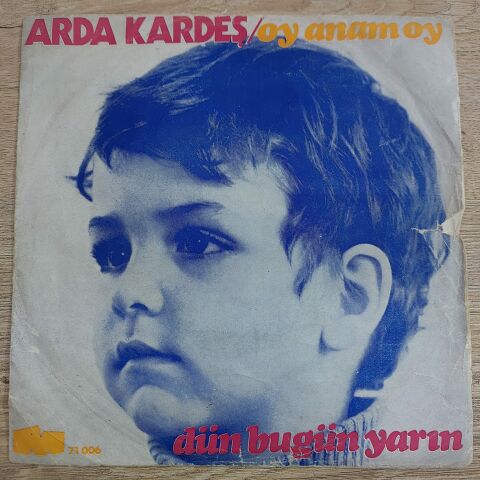 ARDA KARDEŞ/oy anam oy
dün bugün yarın
71 006